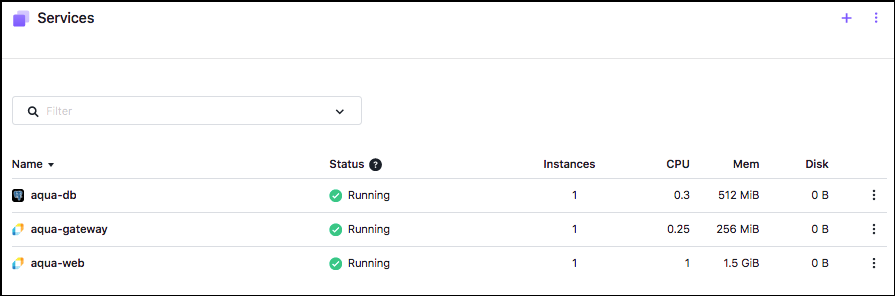 Services
Filter
Name Status ? Instances CPU Mem Disk
aqua-db Running 1 0.3 512 MiB 0 B
aqua-gateway Running 1 0.25 256 MiB 0 B
aqua-web Running 1 1 1.5 GiB 0 B